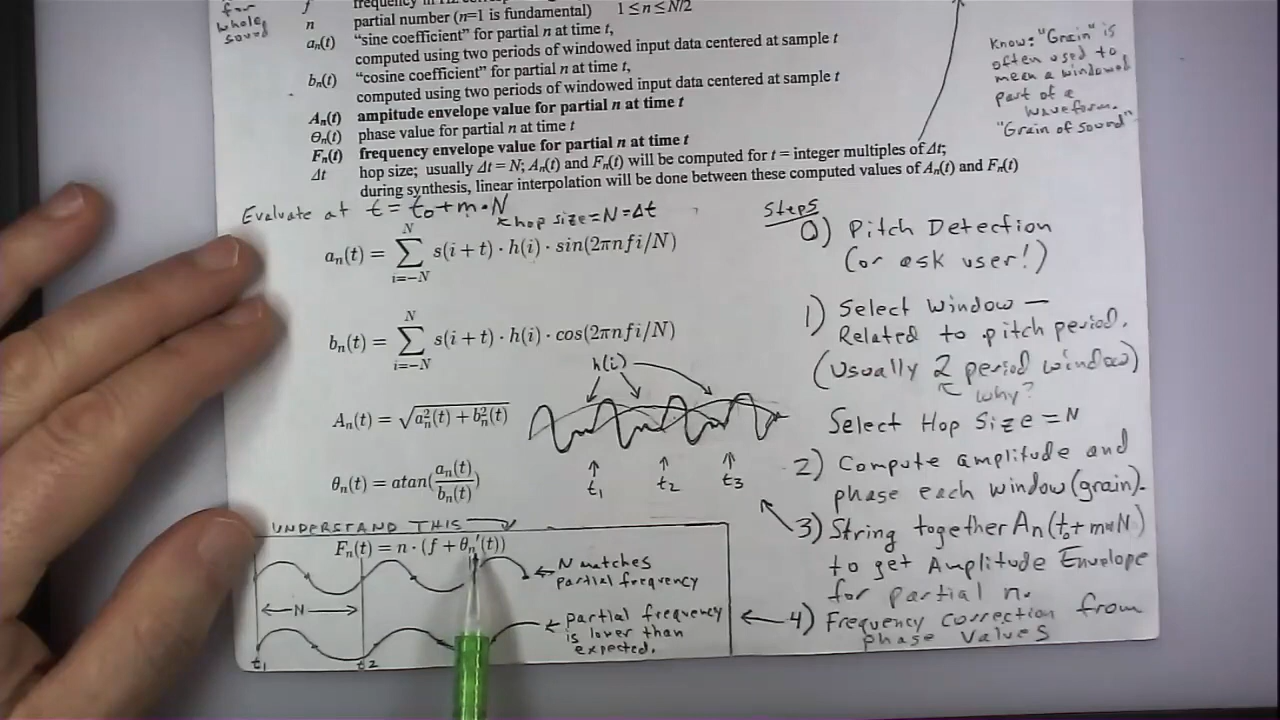 for
whole
sound
f frequency in Hz
n partial number (n=1 is fundamental) 1 ≤ n ≤ N/2
aₙ(t) "sine coefficient" for partial n at time t,
computed using two periods of windowed input data centered at sample t
bₙ(t) "cosine coefficient" for partial n at time t,
computed using two periods of windowed input data centered at sample t
Aₙ(t) ampitude envelope value for partial n at time t
θₙ(t) phase value for partial n at time t
Fₙ(t) frequency envelope value for partial n at time t
Δt hop size; usually Δt = N; Aₙ(t) and Fₙ(t) will be computed for t = integer multiples of Δt;
during synthesis, linear interpolation will be done between these computed values of Aₙ(t) and Fₙ(t)
Know: "Grain" is
often used to
mean a windowed
part of a
waveform.
"Grain of sound"
Evaluate at t = t₀ + m·N
hop size = N = Δt
aₙ(t) = ∑ᵢ₌₋ₙᴺ s(i + t) · h(i) · sin(2πnfi/N)
bₙ(t) = ∑ᵢ₌₋ₙᴺ s(i + t) · h(i) · cos(2πnfi/N)
h(i)
Aₙ(t) = √(aₙ²(t) + bₙ²(t))
t₁ t₂ t₃
θₙ(t) = atan(aₙ(t)/bₙ(t))
UNDERSTAND THIS
Fₙ(t) = n · (f + θₙ′(t))
N matches
partial frequency
N
partial frequency
is lower than
expected.
t₁ t₂
Steps
0) Pitch Detection
(or ask user!)
1) Select Window —
Related to pitch period.
(Usually 2 period window)
why?
Select Hop Size = N
2) Compute amplitude and
phase each window (grain).
3) String together Aₙ(t₀+m·N)
to get Amplitude Envelope
for partial n.
4) Frequency correction from
phase values